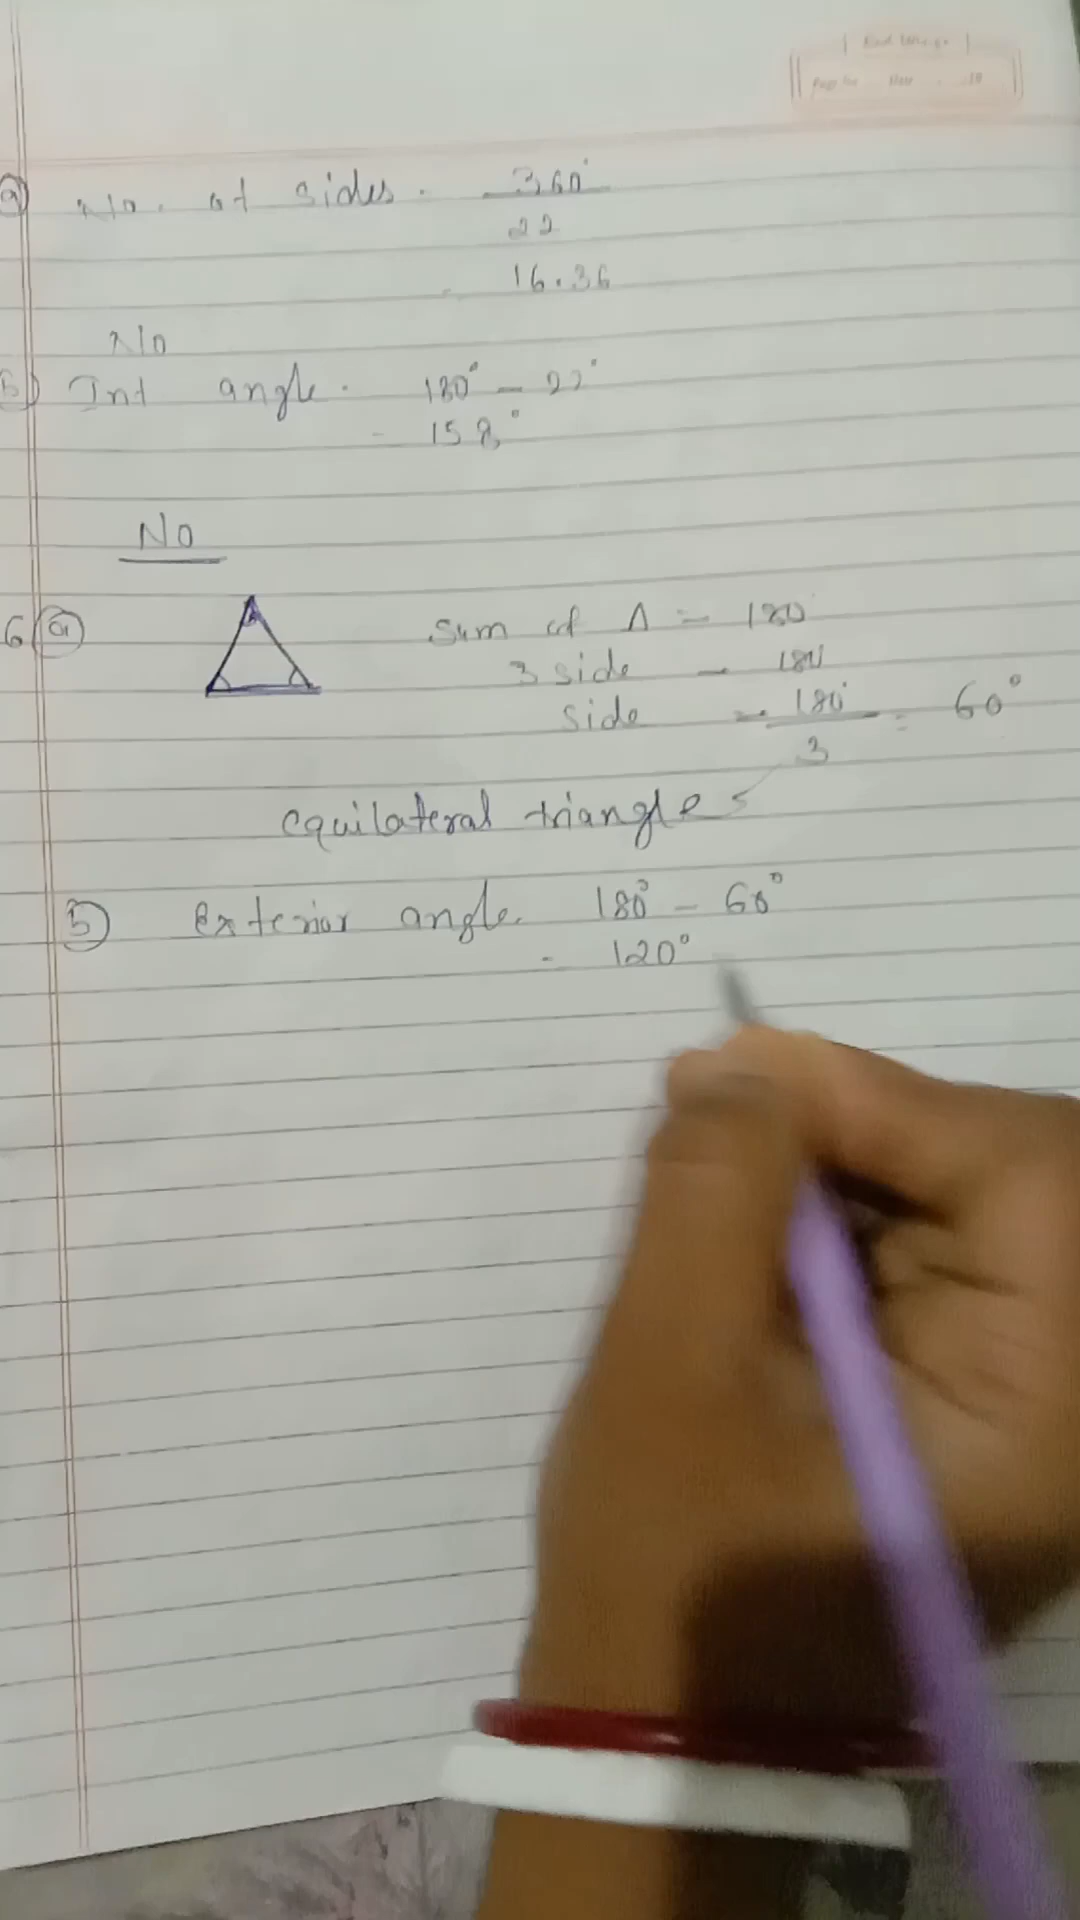 a) No. of sides = 360°
22
= 16.36
No
b) Int angle = 180° - 22°
= 158°
No
6 a) Sum of Δ = 180
3 side = 180
side = 180° = 60°
3
equilateral triangles
b) Exterior angle = 180° - 60°
= 120°